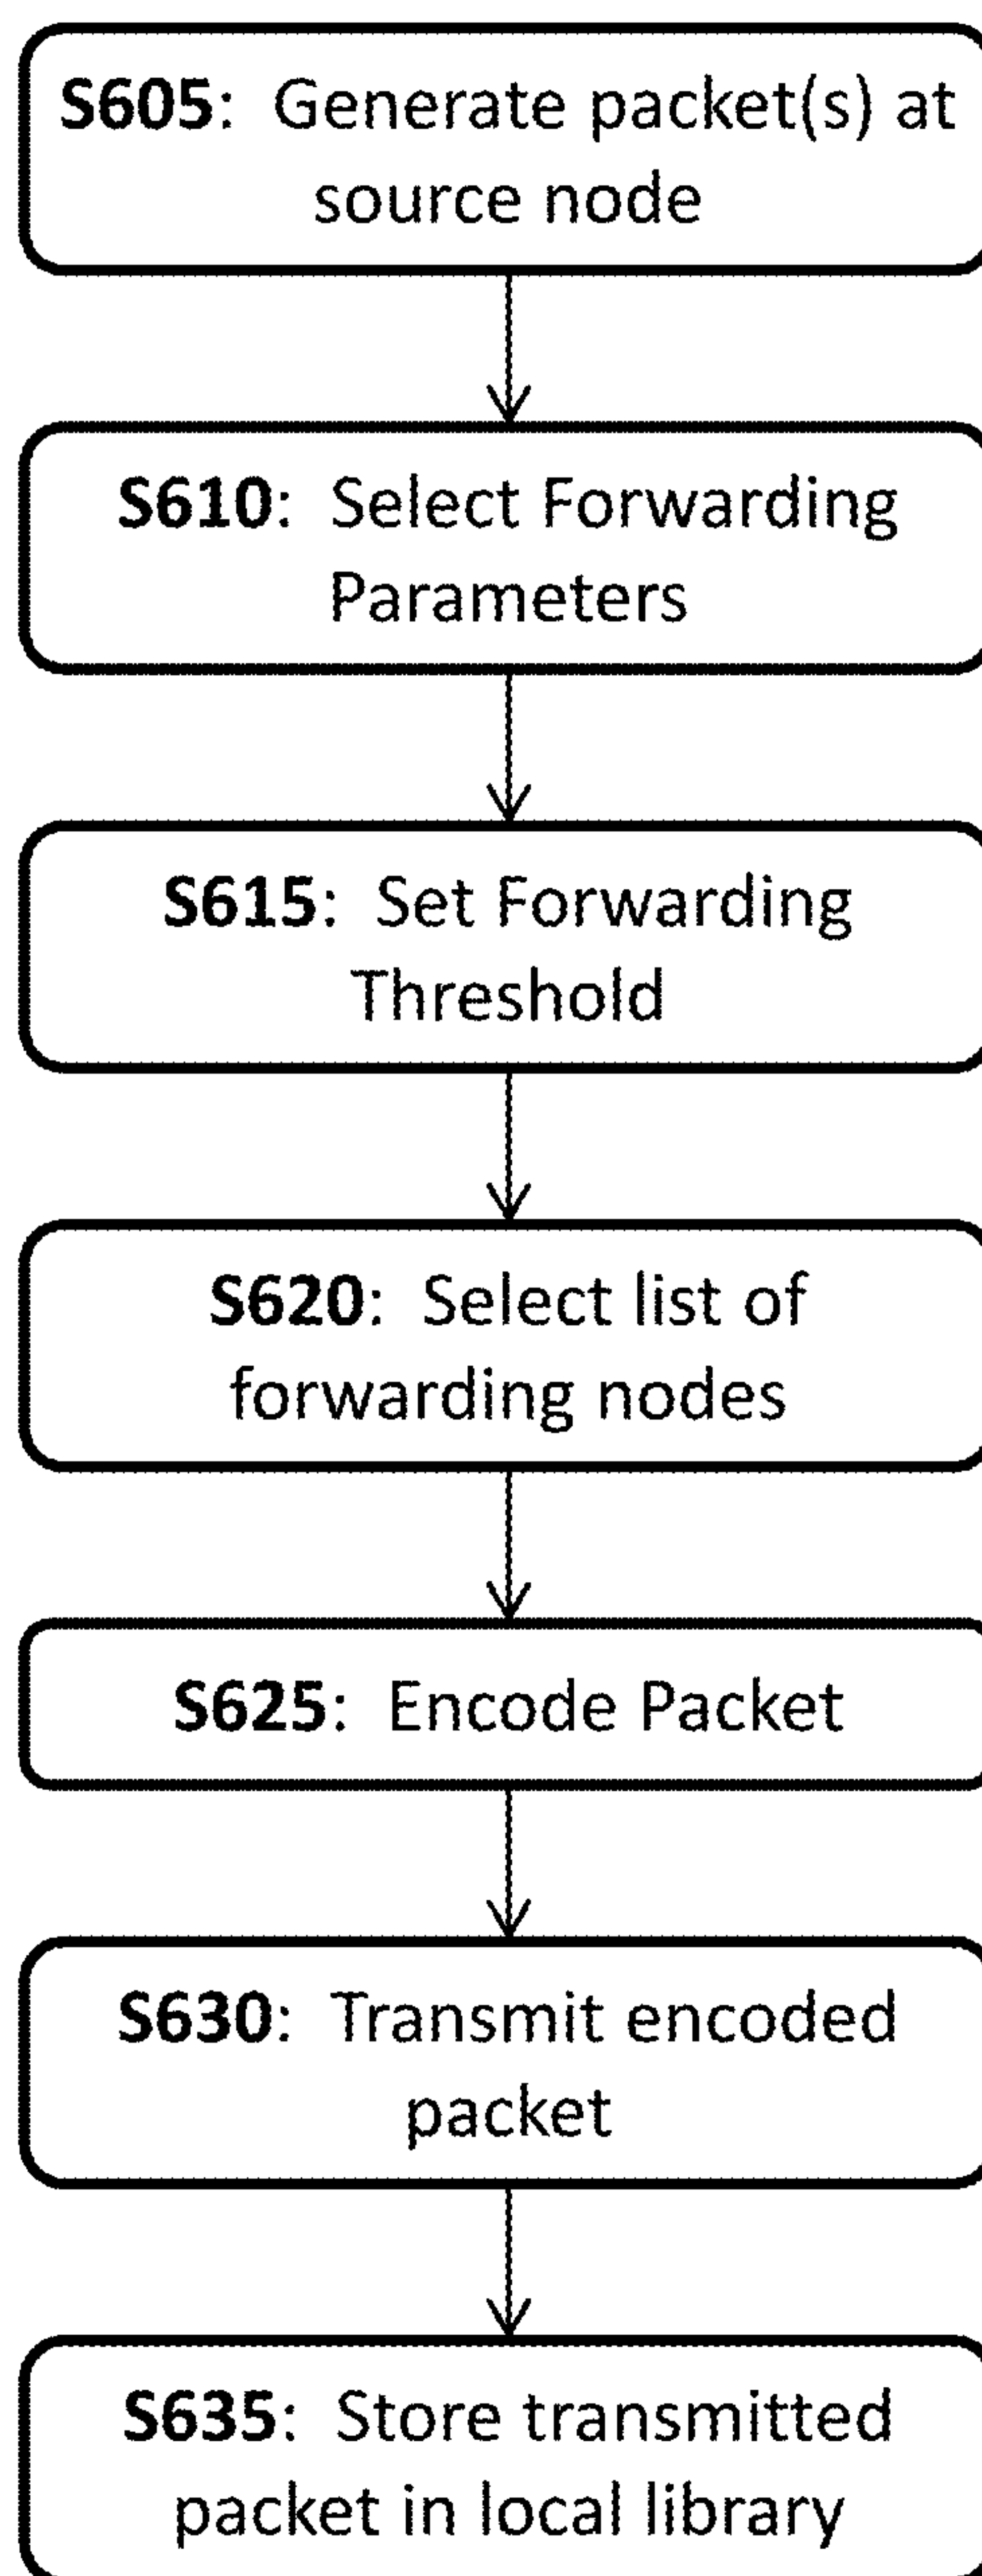 S605: Generate packet(s) at
source node
S610: Select Forwarding
Parameters
S615: Set Forwarding
Threshold
S620: Select list of
forwarding nodes
S625: Encode Packet
S630: Transmit encoded
packet
S635: Store transmitted
packet in local library